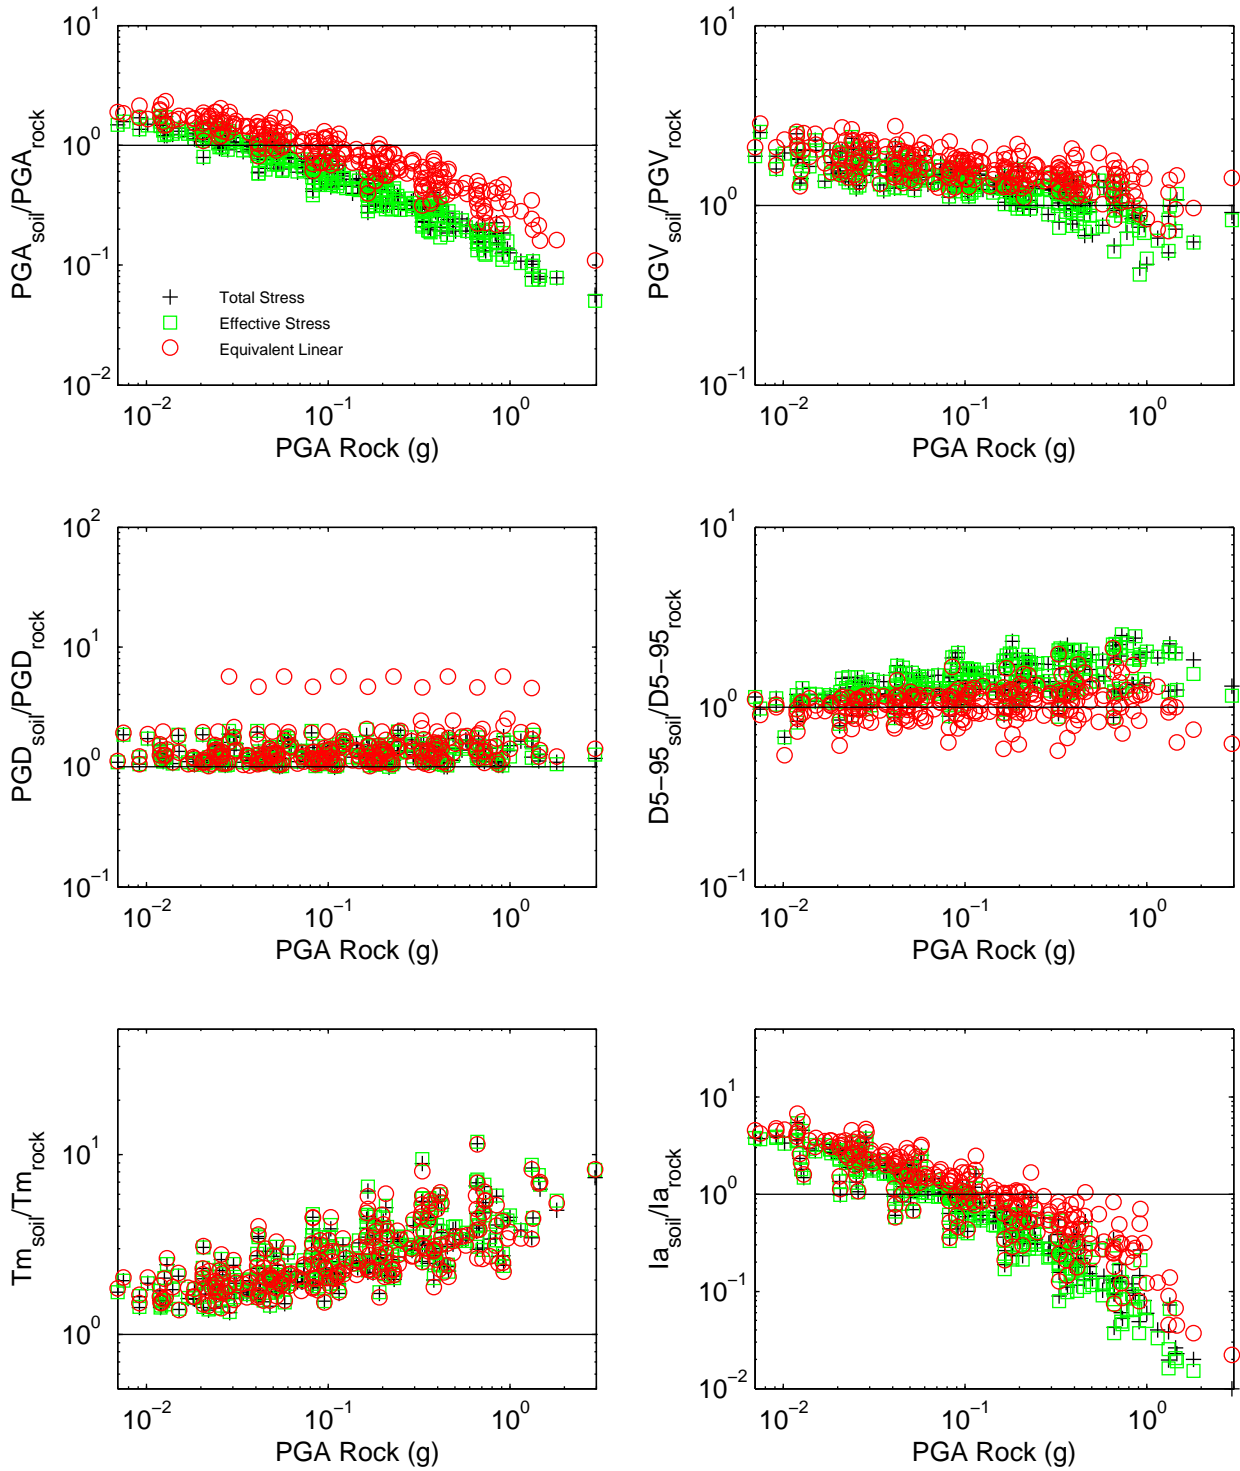 10^1
10^0
10^−1
10^−2
PGA_soil/PGA_rock
Total Stress
Effective Stress
Equivalent Linear
10^−2 10^−1 10^0
PGA Rock (g)
10^1
10^0
10^−1
PGV_soil/PGV_rock
10^−2 10^−1 10^0
PGA Rock (g)
10^2
10^1
10^0
10^−1
PGD_soil/PGD_rock
10^−2 10^−1 10^0
PGA Rock (g)
10^1
10^0
10^−1
D5−95_soil/D5−95_rock
10^−2 10^−1 10^0
PGA Rock (g)
10^1
10^0
Tm_soil/Tm_rock
10^−2 10^−1 10^0
PGA Rock (g)
10^1
10^0
10^−1
10^−2
Ia_soil/Ia_rock
10^−2 10^−1 10^0
PGA Rock (g)